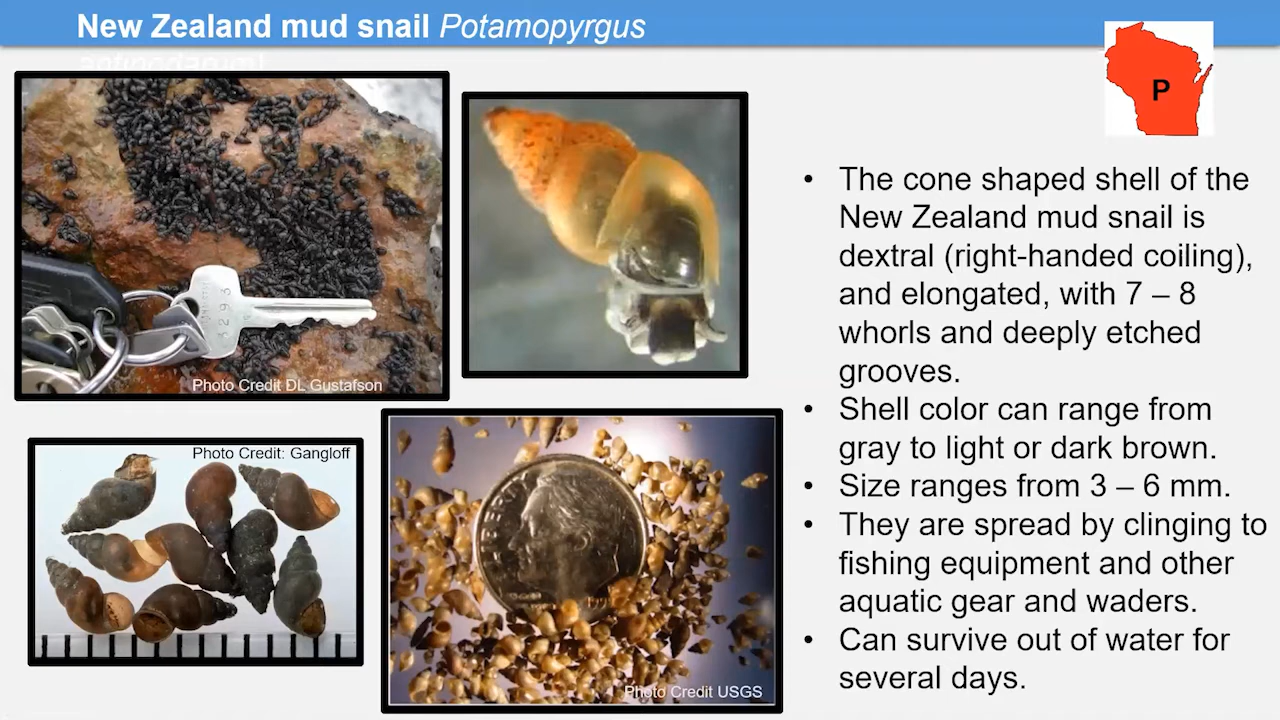 New Zealand mud snail Potamopyrgus
antipodarum)
P
Photo Credit DL Gustafson
Photo Credit: Gangloff
Photo Credit USGS
• The cone shaped shell of the
New Zealand mud snail is
dextral (right-handed coiling),
and elongated, with 7 – 8
whorls and deeply etched
grooves.
• Shell color can range from
gray to light or dark brown.
• Size ranges from 3 – 6 mm.
• They are spread by clinging to
fishing equipment and other
aquatic gear and waders.
• Can survive out of water for
several days.